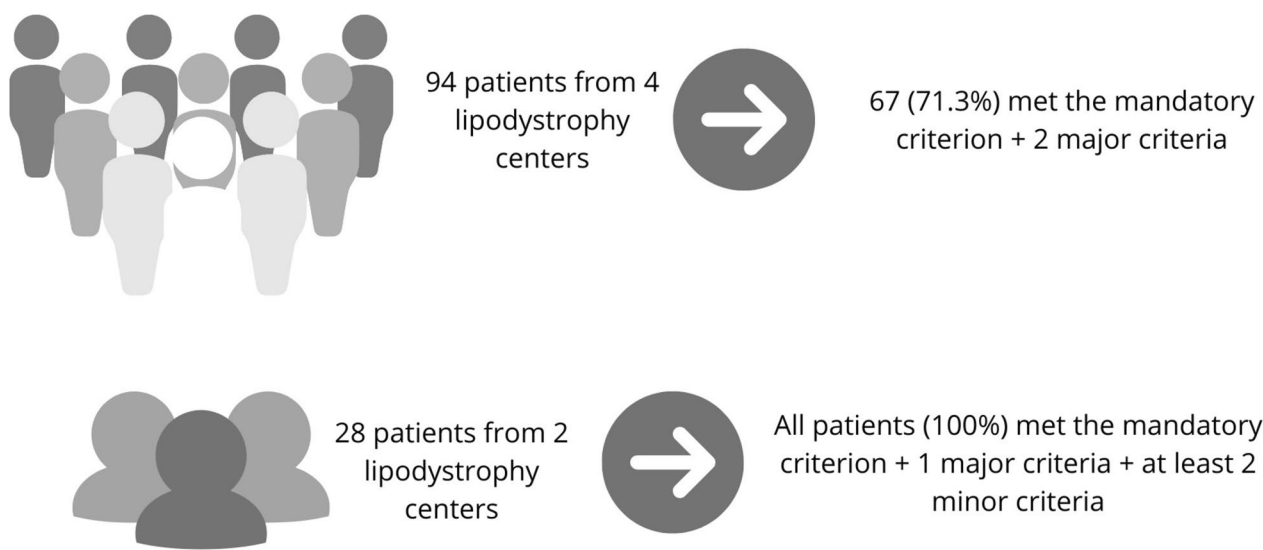 94 patients from 4
lipodystrophy
centers
67 (71.3%) met the mandatory
criterion + 2 major criteria
28 patients from 2
lipodystrophy
centers
All patients (100%) met the mandatory
criterion + 1 major criteria + at least 2
minor criteria